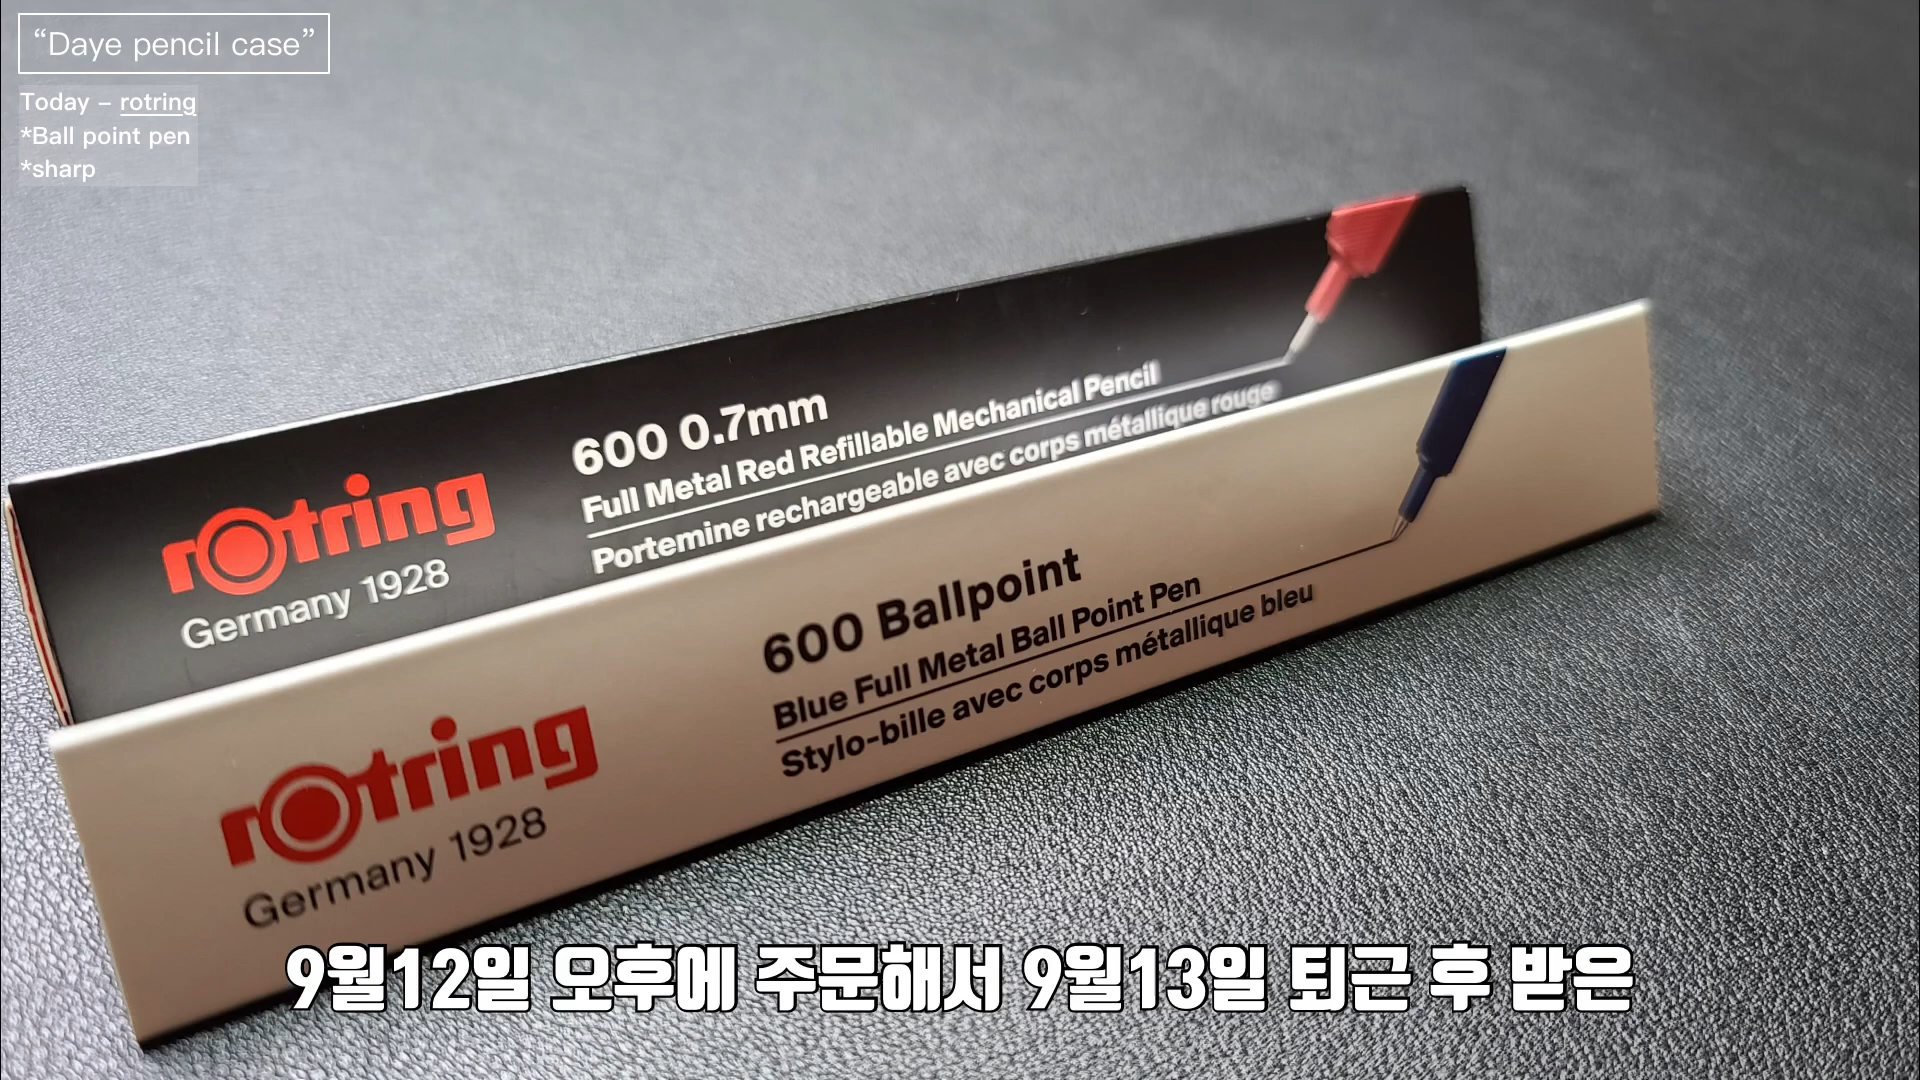 “Daye pencil case”
Today – rotring
*Ball point pen
*sharp
600 0.7mm
Full Metal Red Refillable Mechanical Pencil
Portemine rechargeable avec corps métallique rouge
rotring
Germany 1928
600 Ballpoint
Blue Full Metal Ball Point Pen
Stylo-bille avec corps métallique bleu
rotring
Germany 1928
9월12일 오후에 주문해서 9월13일 퇴근 후 받은